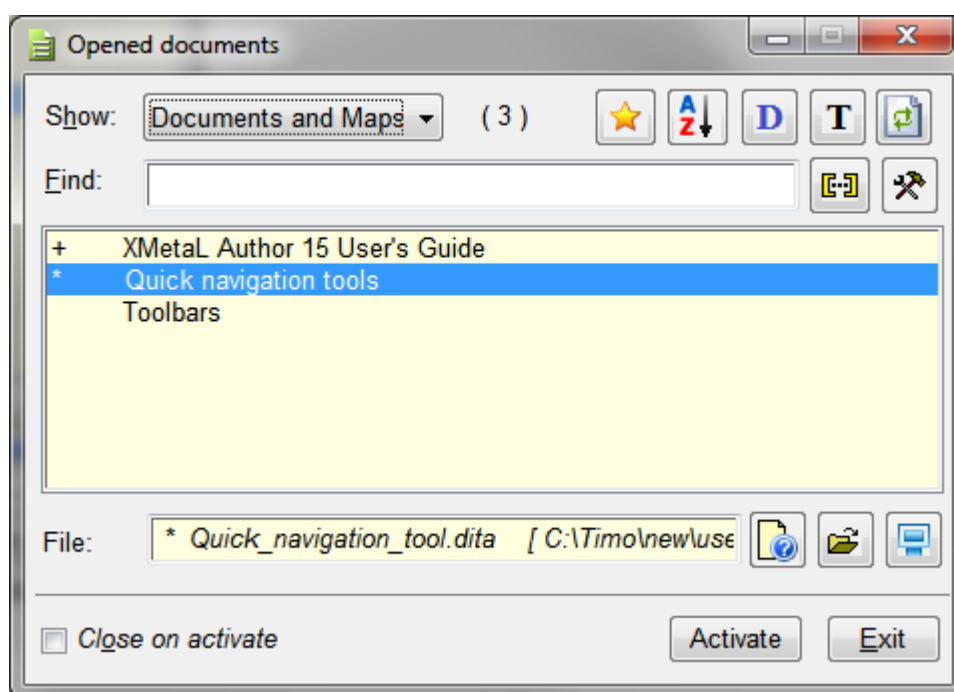 Opened documents
Show: Documents and Maps ( 3 ) A Z D T
Find:
+ XMetaL Author 15 User's Guide
* Quick navigation tools
Toolbars
File: * Quick_navigation_tool.dita [ C:\Timo\new\use
Close on activate Activate Exit